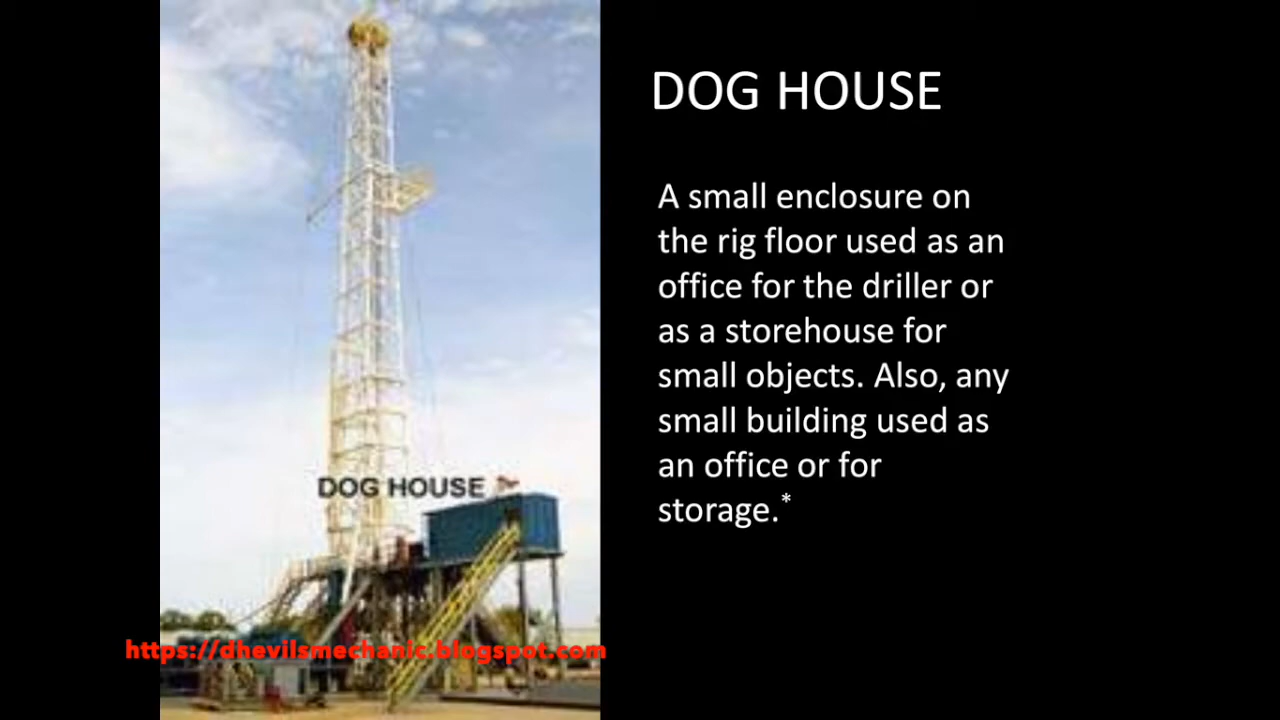 DOG HOUSE
A small enclosure on
the rig floor used as an
office for the driller or
as a storehouse for
small objects. Also, any
small building used as
an office or for
storage.*
DOG HOUSE
https://dhevilsmechanic.blogspot.com